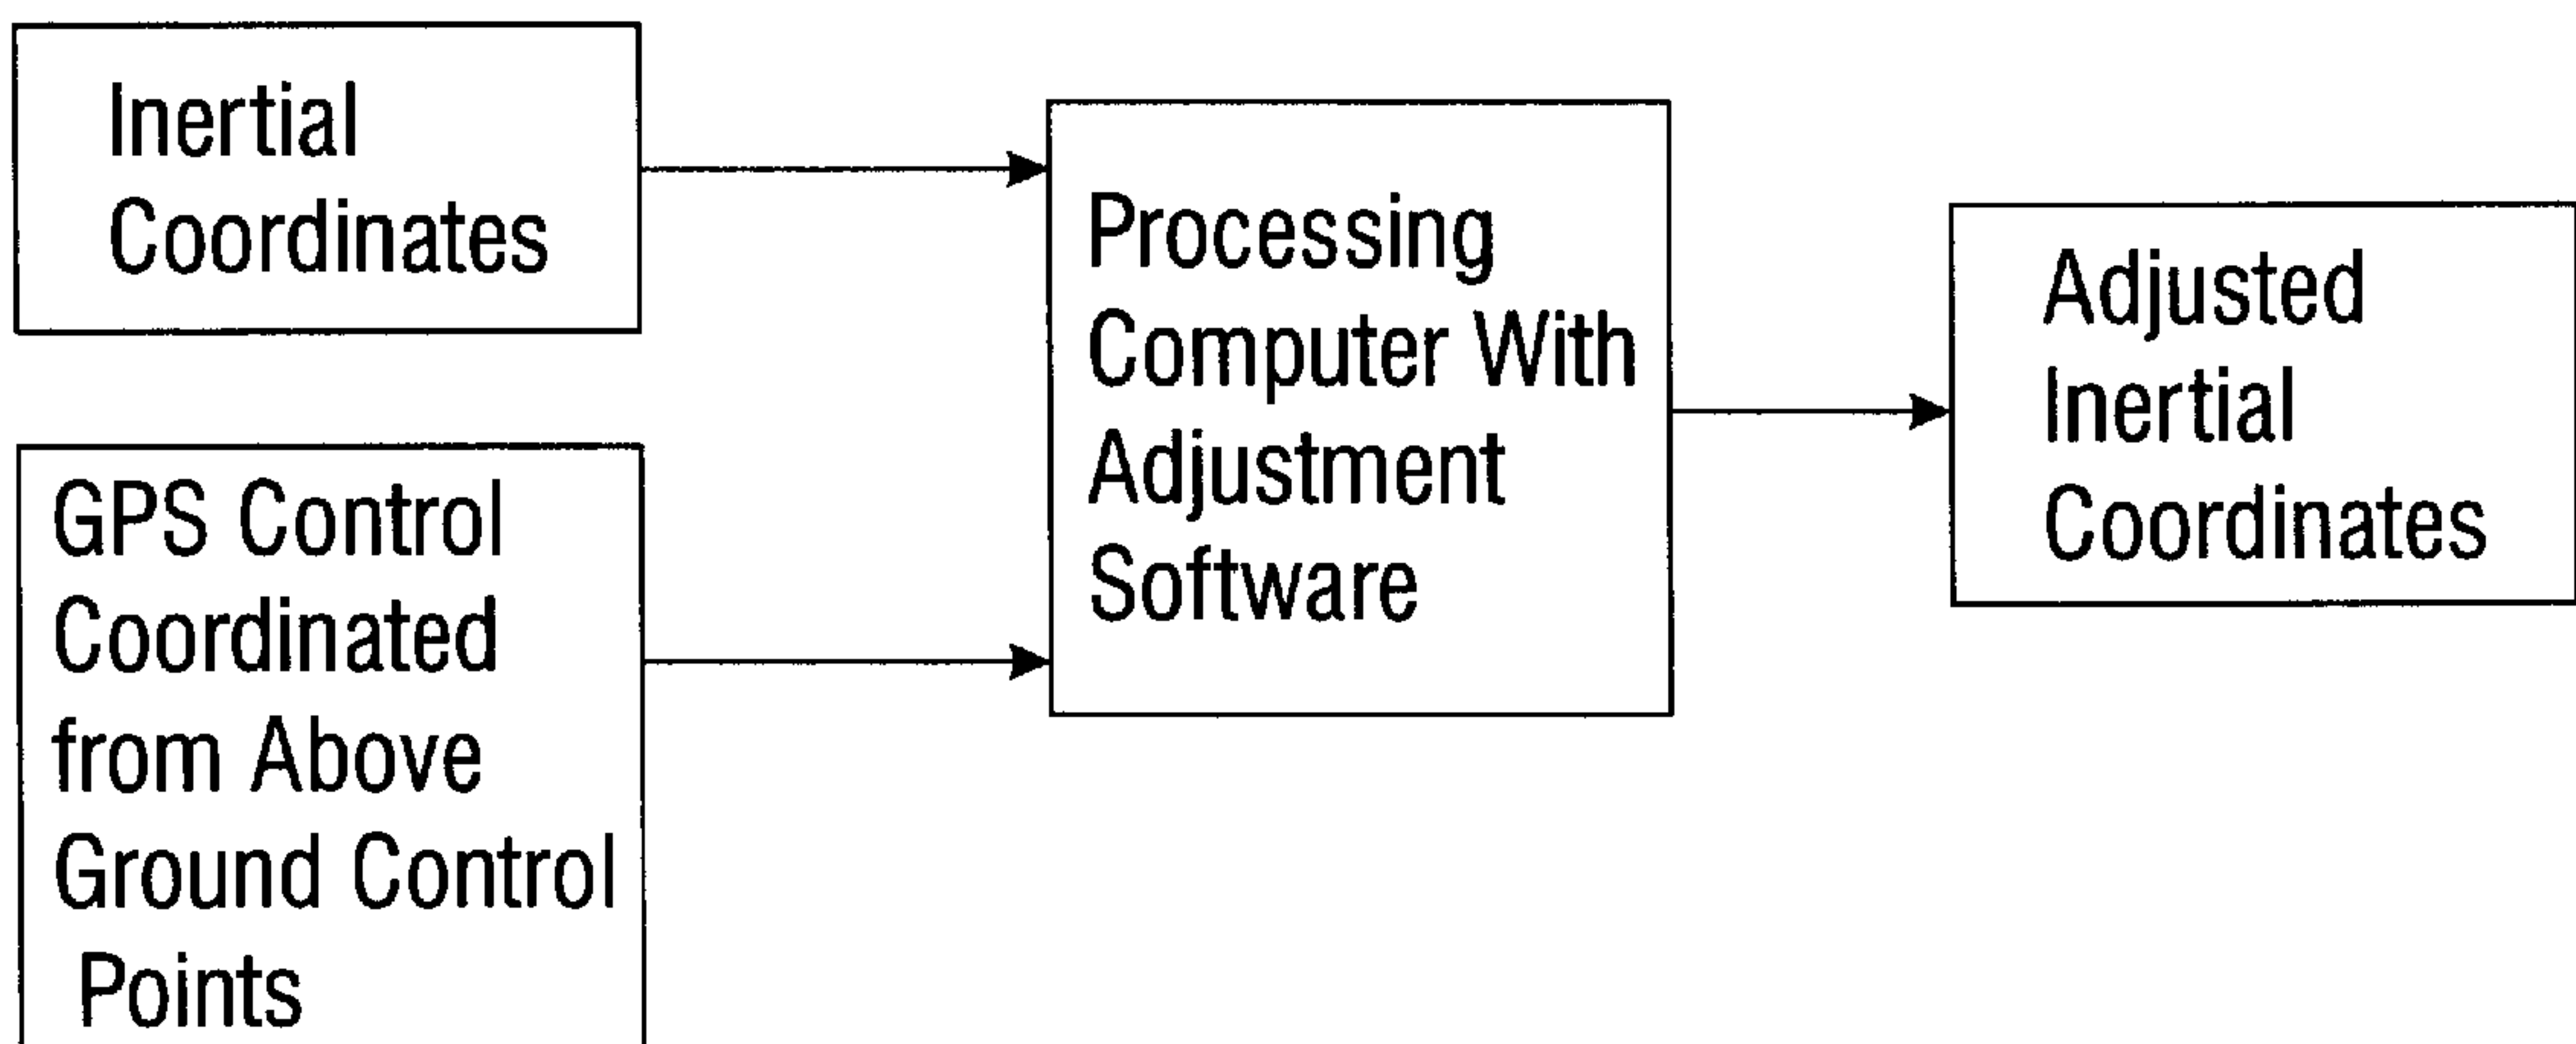 Inertial
Coordinates
GPS Control
Coordinated
from Above
Ground Control
Points
Processing
Computer With
Adjustment
Software
Adjusted
Inertial
Coordinates